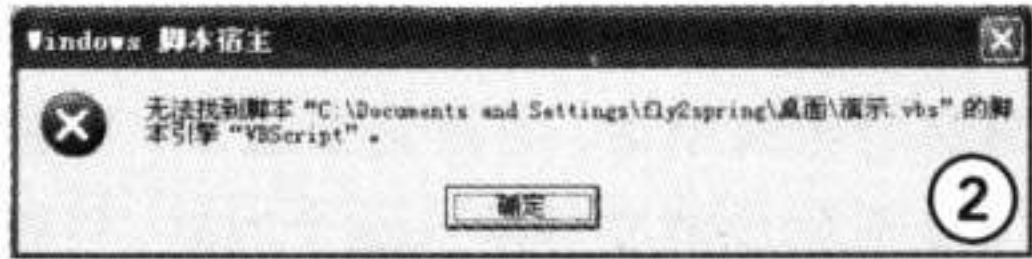 Windows 脚本宿主
无法找到脚本 "C:\Documents and Settings\fly2spring\桌面\演示.vbs" 的脚
本引擎 "VBScript"。
确定
②